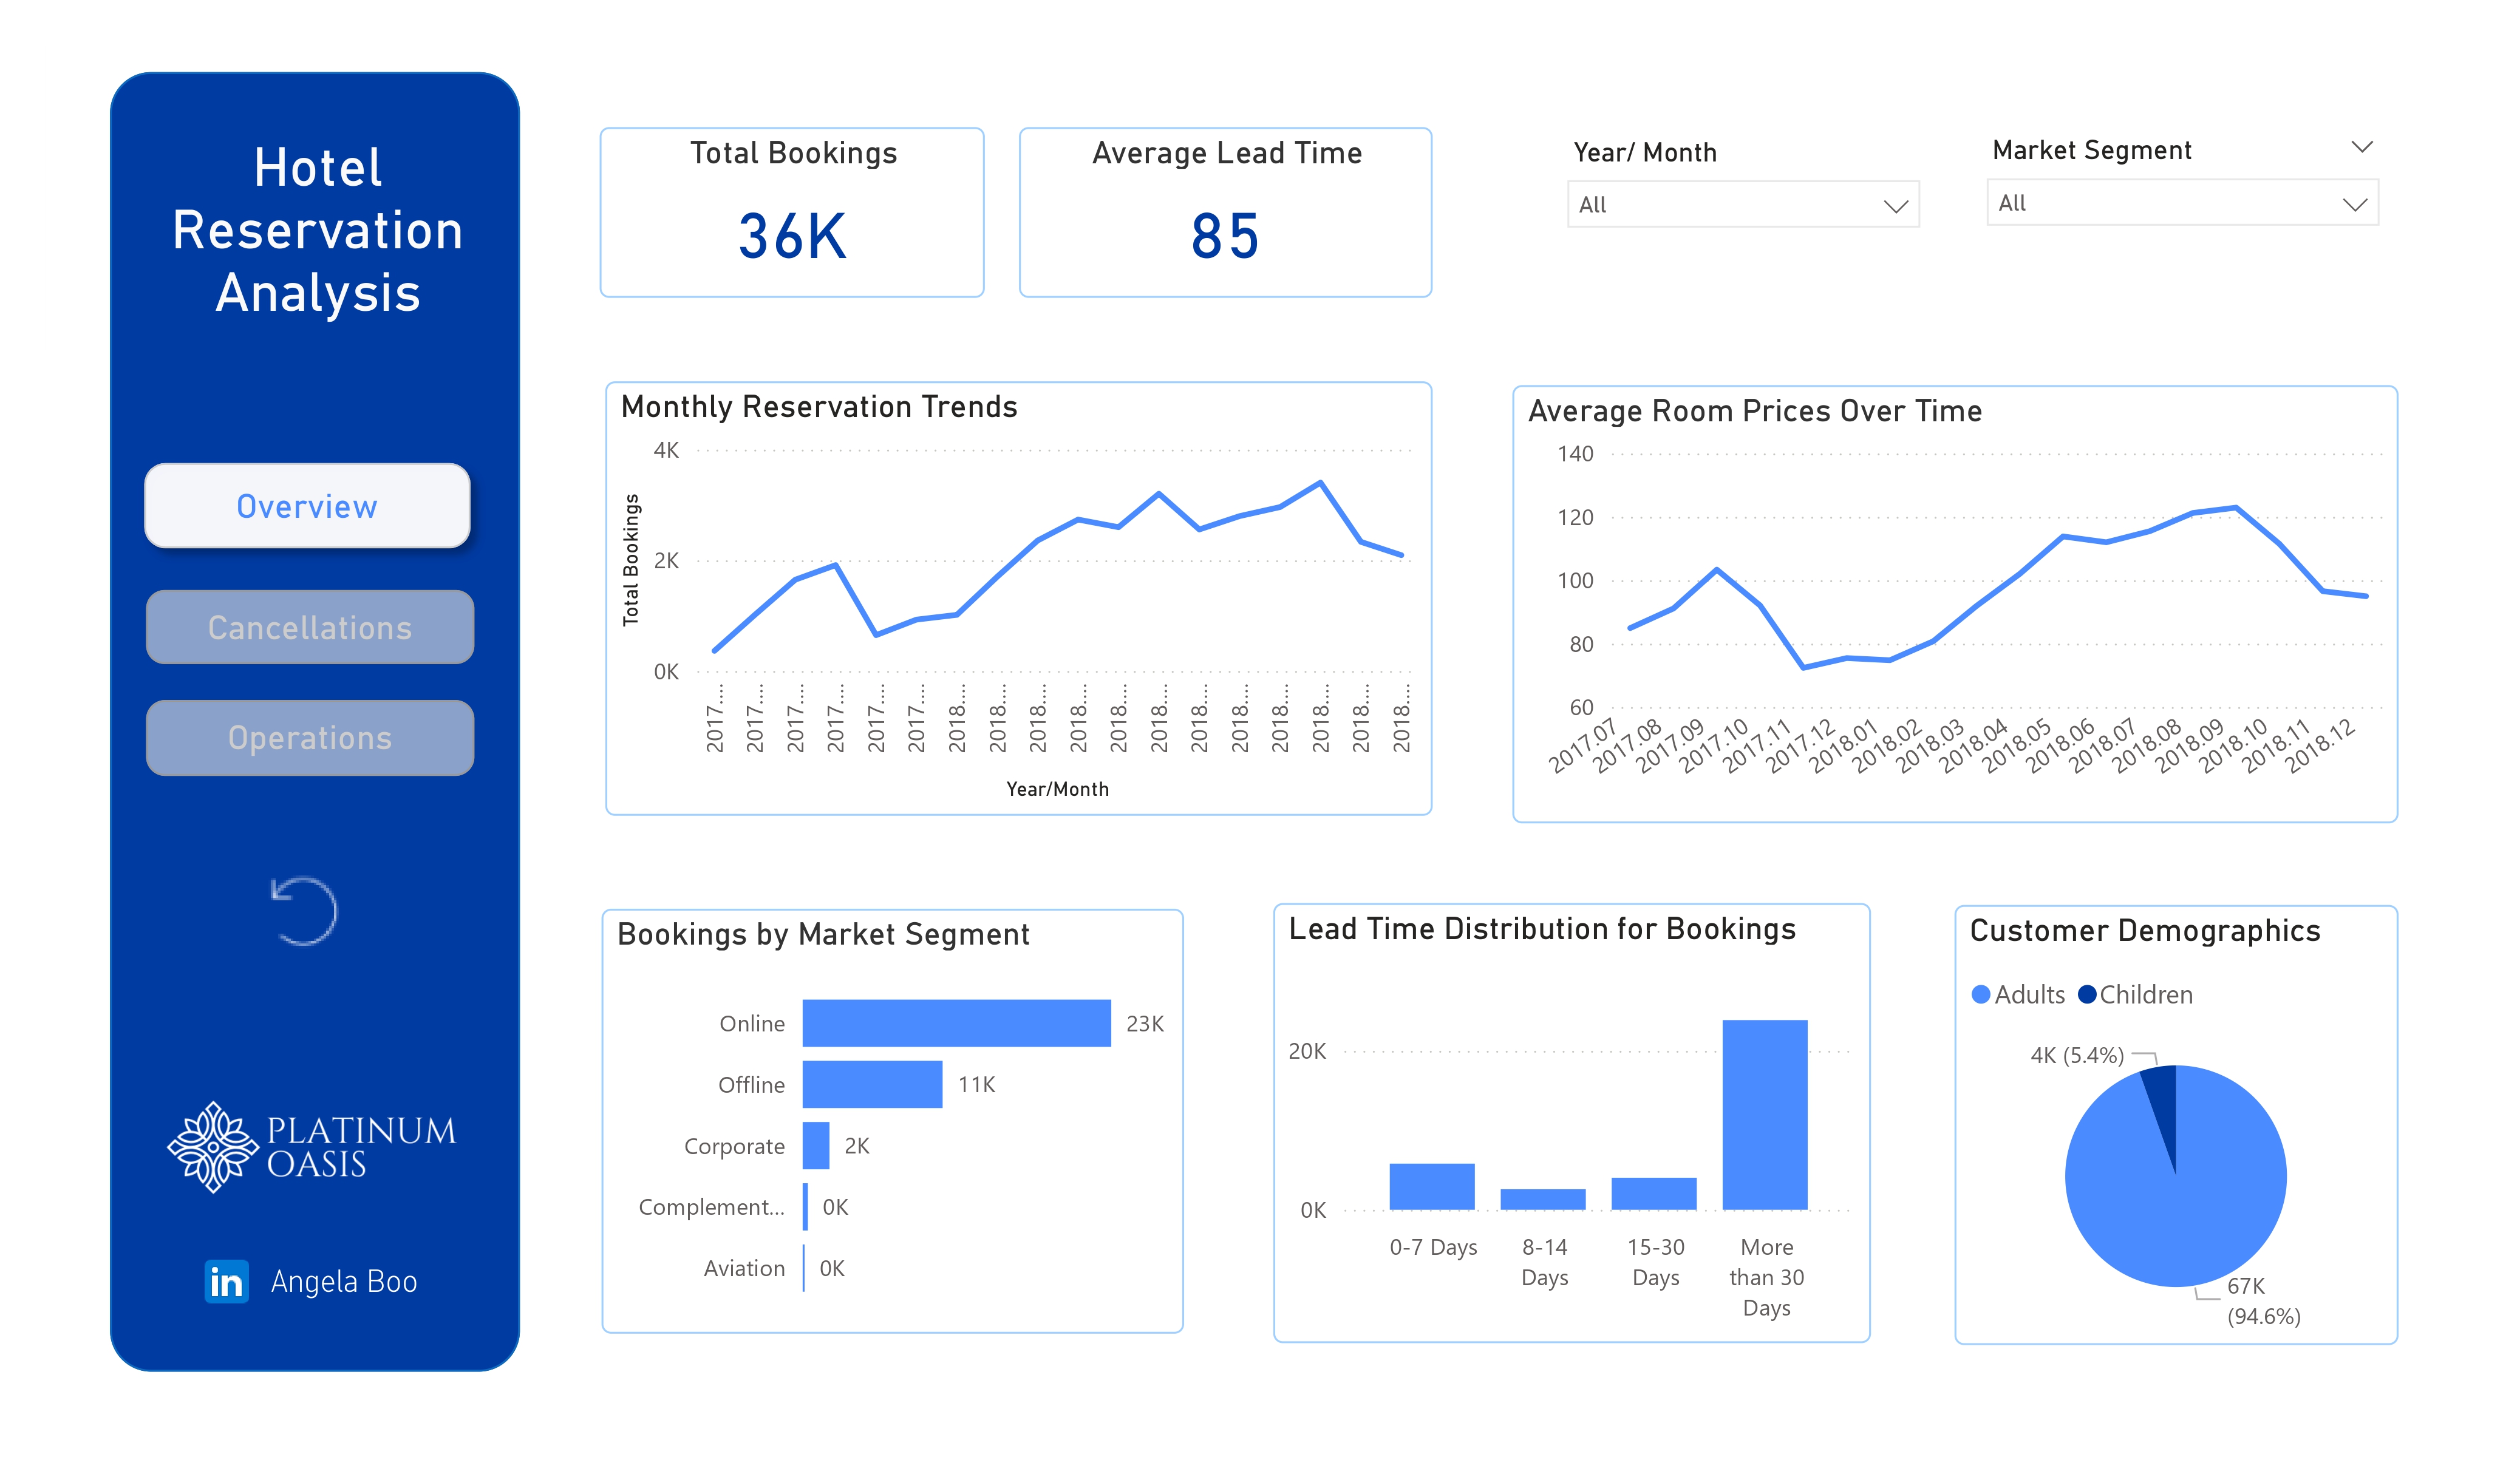 Hotel
Reservation
Analysis
Overview
Cancellations
Operations
PLATINUM
OASIS
in Angela Boo
Total Bookings
36K
Average Lead Time
85
Year/ Month
All
Market Segment
All
Monthly Reservation Trends
Total Bookings
4K
2K
0K
2017....
2017....
2017....
2017....
2017....
2017....
2018....
2018....
2018....
2018....
2018....
2018....
2018....
2018....
2018....
2018....
2018....
2018....
Year/Month
Average Room Prices Over Time
140
120
100
80
60
2017.07
2017.08
2017.09
2017.10
2017.11
2017.12
2018.01
2018.02
2018.03
2018.04
2018.05
2018.06
2018.07
2018.08
2018.09
2018.10
2018.11
2018.12
Bookings by Market Segment
Online 23K
Offline 11K
Corporate 2K
Complement... 0K
Aviation 0K
Lead Time Distribution for Bookings
20K
0K
0-7 Days
8-14
Days
15-30
Days
More
than 30
Days
Customer Demographics
Adults Children
4K (5.4%)
67K
(94.6%)